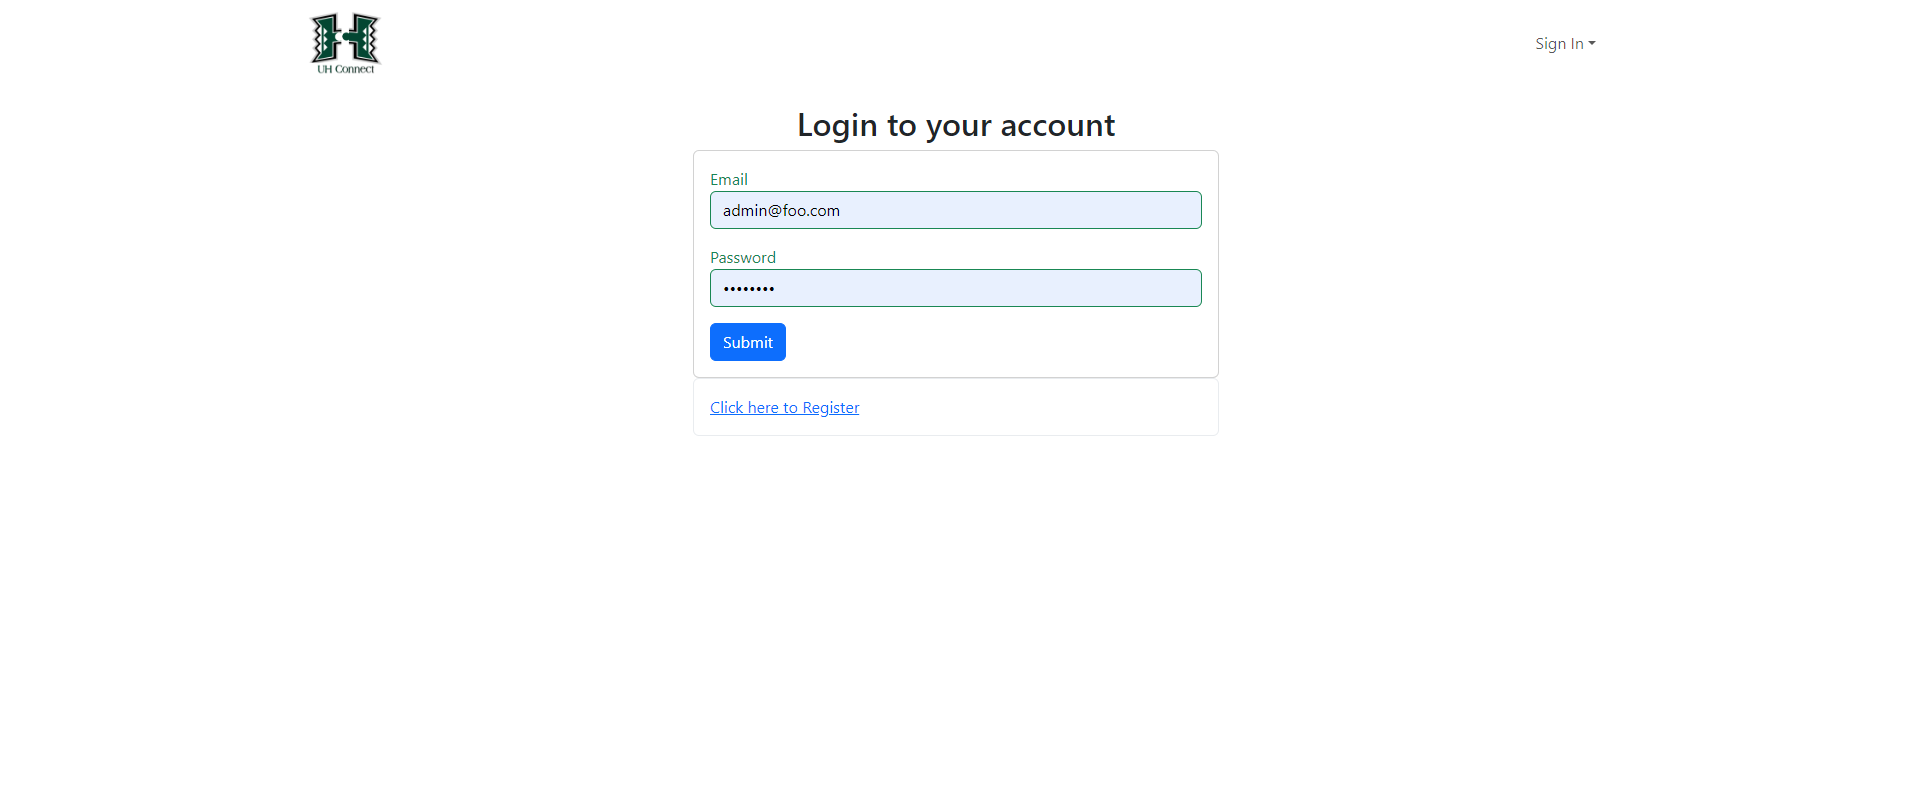 UH Connect
Sign In
Login to your account
Email
admin@foo.com
Password
••••••••
Submit
Click here to Register